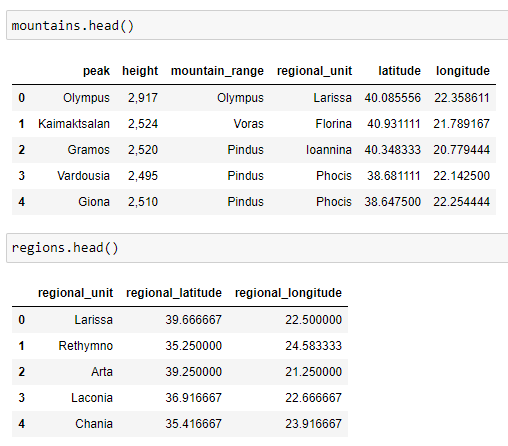 mountains.head()
peak height mountain_range regional_unit latitude longitude
0 Olympus 2,917 Olympus Larissa 40.085556 22.358611
1 Kaimaktsalan 2,524 Voras Florina 40.931111 21.789167
2 Gramos 2,520 Pindus Ioannina 40.348333 20.779444
3 Vardousia 2,495 Pindus Phocis 38.681111 22.142500
4 Giona 2,510 Pindus Phocis 38.647500 22.254444
regions.head()
regional_unit regional_latitude regional_longitude
0 Larissa 39.666667 22.500000
1 Rethymno 35.250000 24.583333
2 Arta 39.250000 21.250000
3 Laconia 36.916667 22.666667
4 Chania 35.416667 23.916667